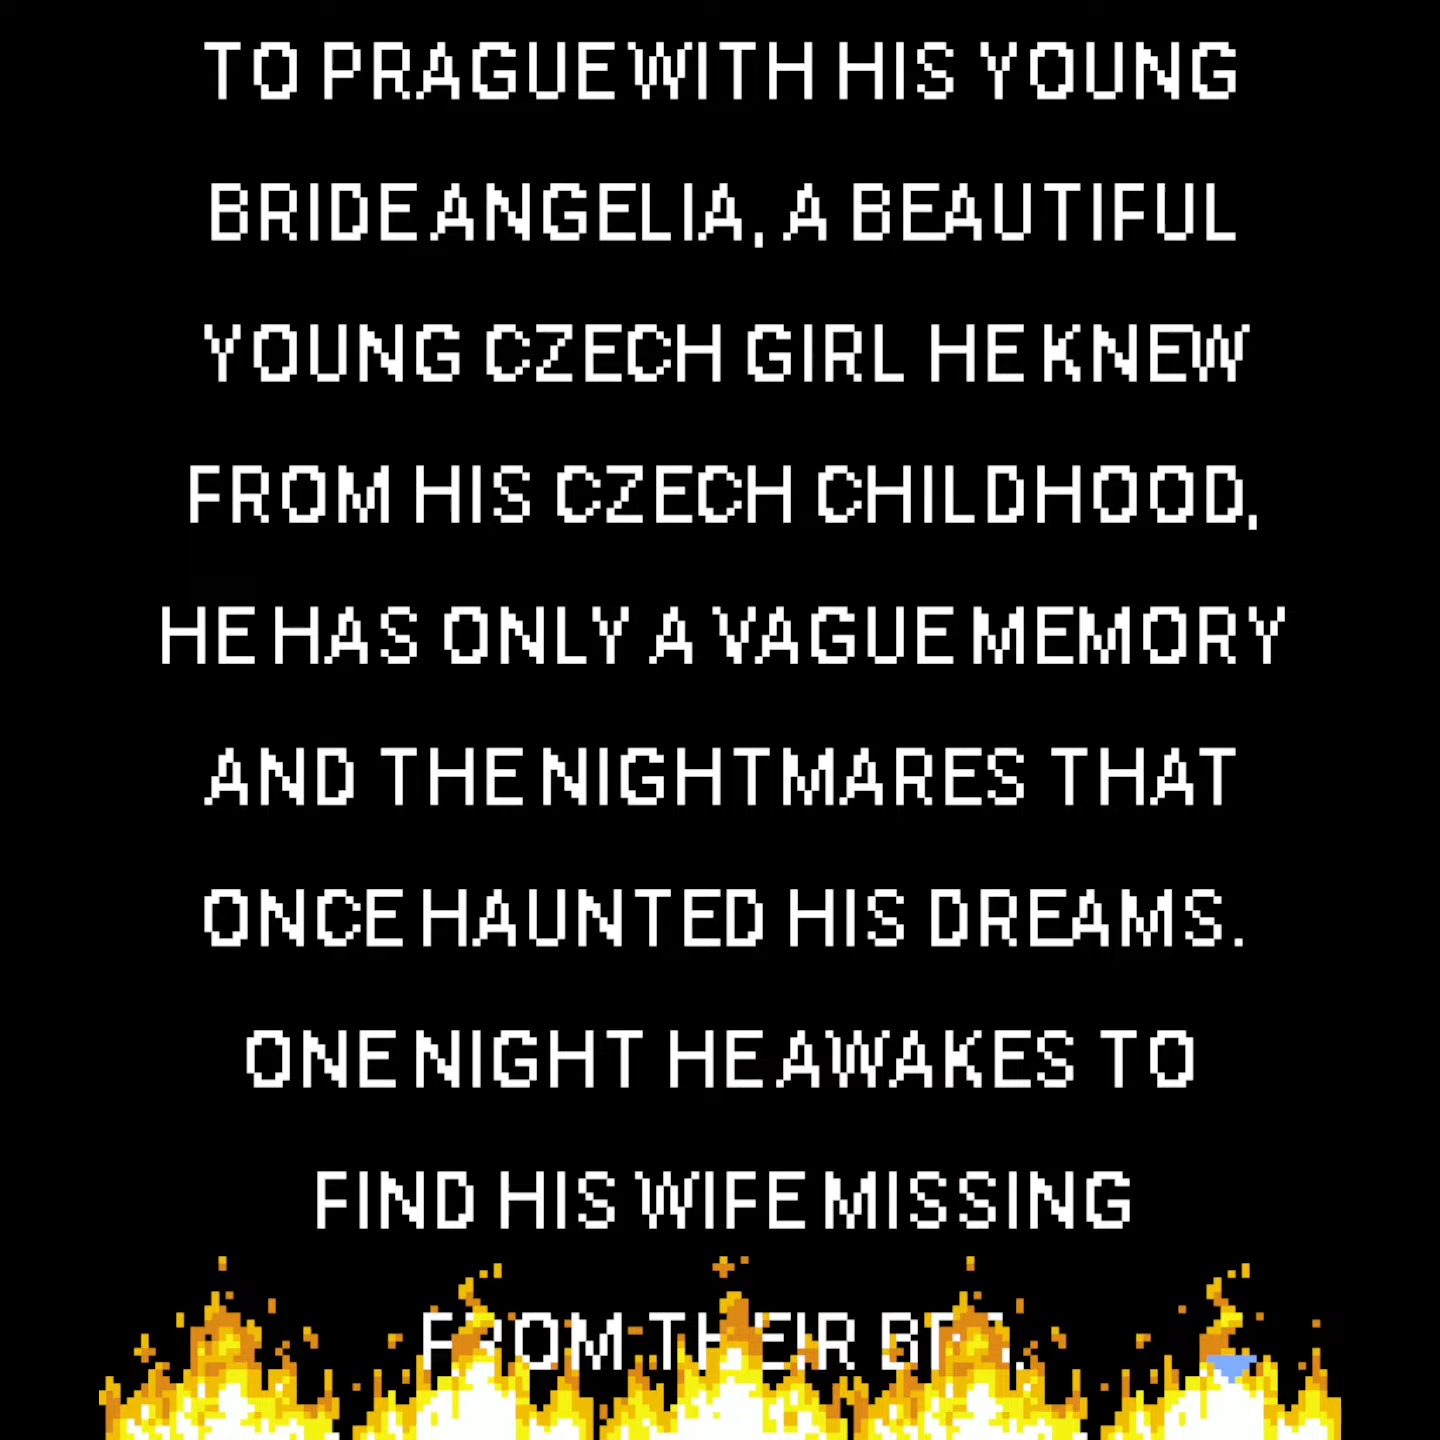 TO PRAGUE WITH HIS YOUNG
BRIDE ANGELIA, A BEAUTIFUL
YOUNG CZECH GIRL HE KNEW
FROM HIS CZECH CHILDHOOD,
HE HAS ONLY A VAGUE MEMORY
AND THE NIGHTMARES THAT
ONCE HAUNTED HIS DREAMS.
ONE NIGHT HE AWAKES TO
FIND HIS WIFE MISSING
FROM THEIR